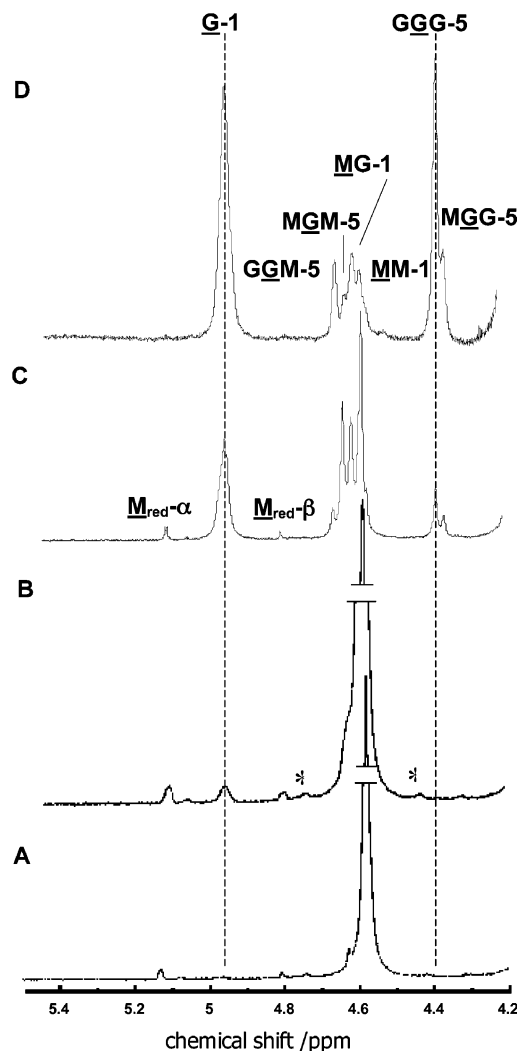 G-1 GGG-5
D
MG-1
MGM-5 MGG-5
GGM-5 MM-1
C
Mred-α Mred-β
B
* *
A
5.4 5.2 5 4.8 4.6 4.4 4.2
chemical shift /ppm